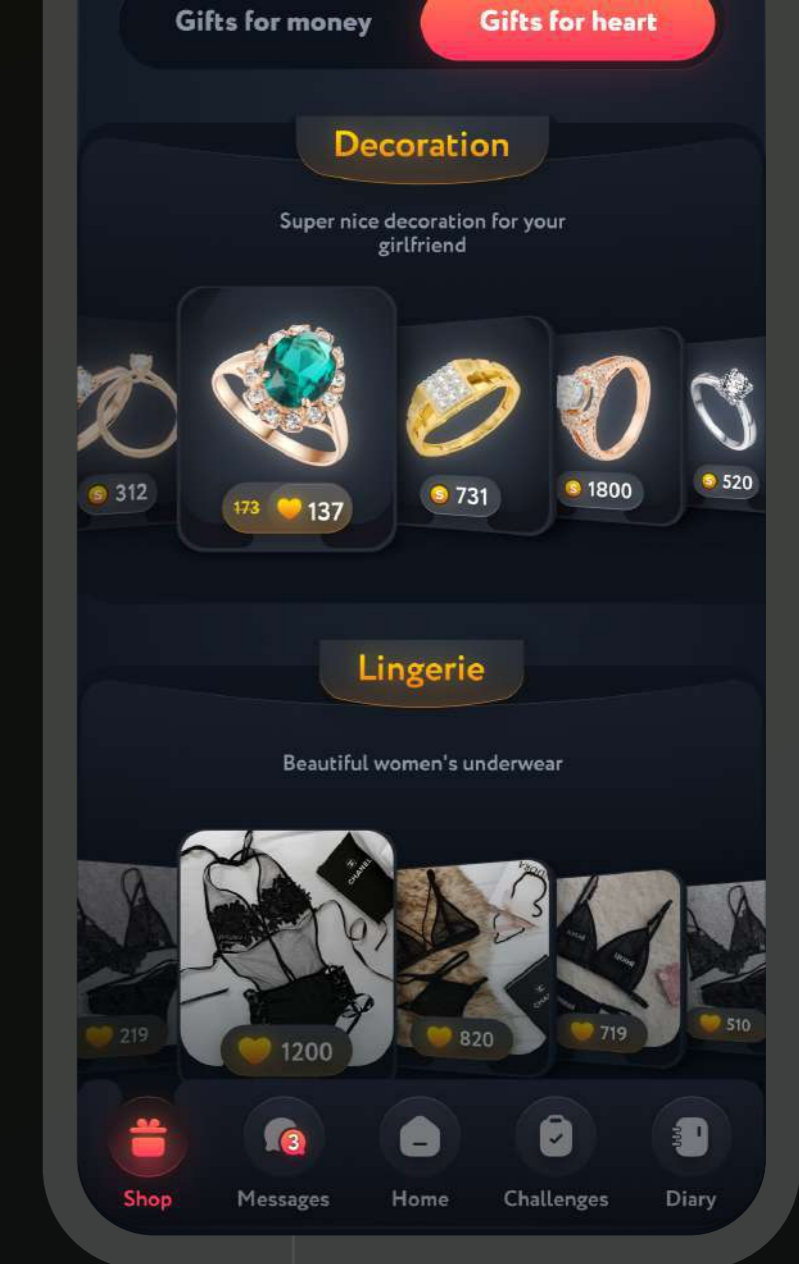 Gifts for money
Gifts for heart
Decoration
Super nice decoration for your
girlfriend
312
173 137
731
1800
520
Lingerie
Beautiful women's underwear
CHANEL
219
1200
820
719
510
3
Shop
Messages
Home
Challenges
Diary